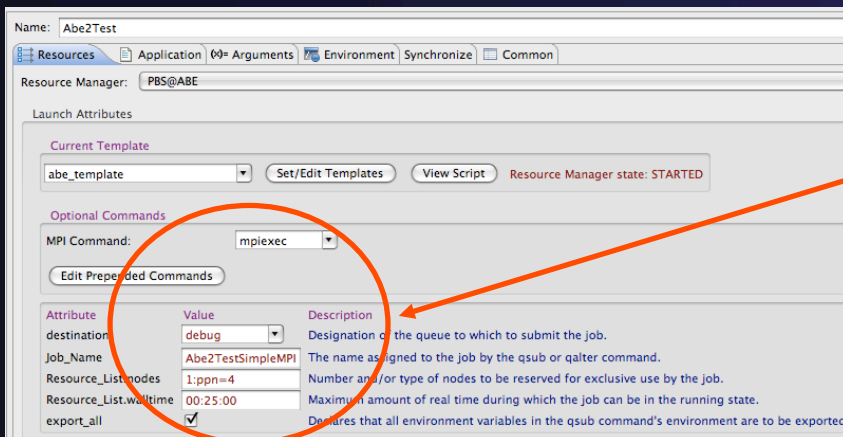 Name: Abe2Test
Resources Application (x)= Arguments Environment Synchronize Common
Resource Manager: PBS@ABE
Launch Attributes
Current Template
abe_template Set/Edit Templates View Script Resource Manager state: STARTED
Optional Commands
MPI Command: mpiexec
Edit Prepended Commands
Attribute Value Description
destination debug Designation of the queue to which to submit the job.
Job_Name Abe2TestSimpleMPI The name assigned to the job by the qsub or qalter command.
Resource_List.nodes 1:ppn=4 Number and/or type of nodes to be reserved for exclusive use by the job.
Resource_List.walltime 00:25:00 Maximum amount of real time during which the job can be in the running state.
export_all Declares that all environment variables in the qsub command's environment are to be exported